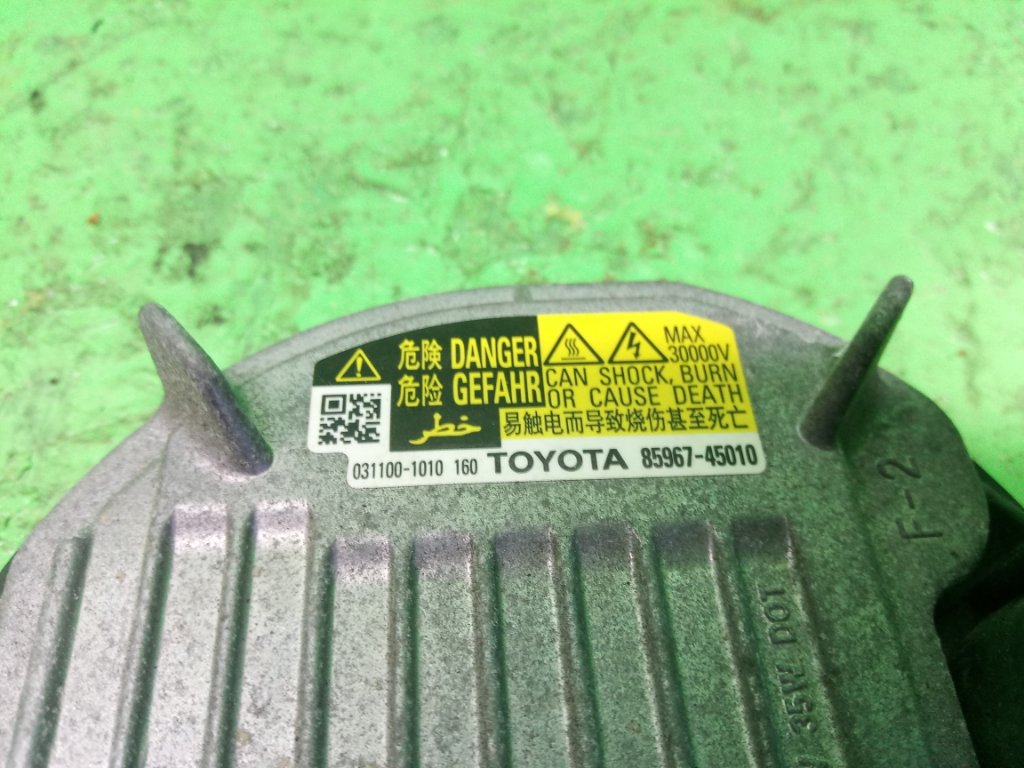 危険 DANGER
危险 GEFAHR
خطر
MAX
30000V
CAN SHOCK, BURN
OR CAUSE DEATH
易触电而导致烧伤甚至死亡
031100-1010 160 TOYOTA 85967-45010
F-2
35W D01